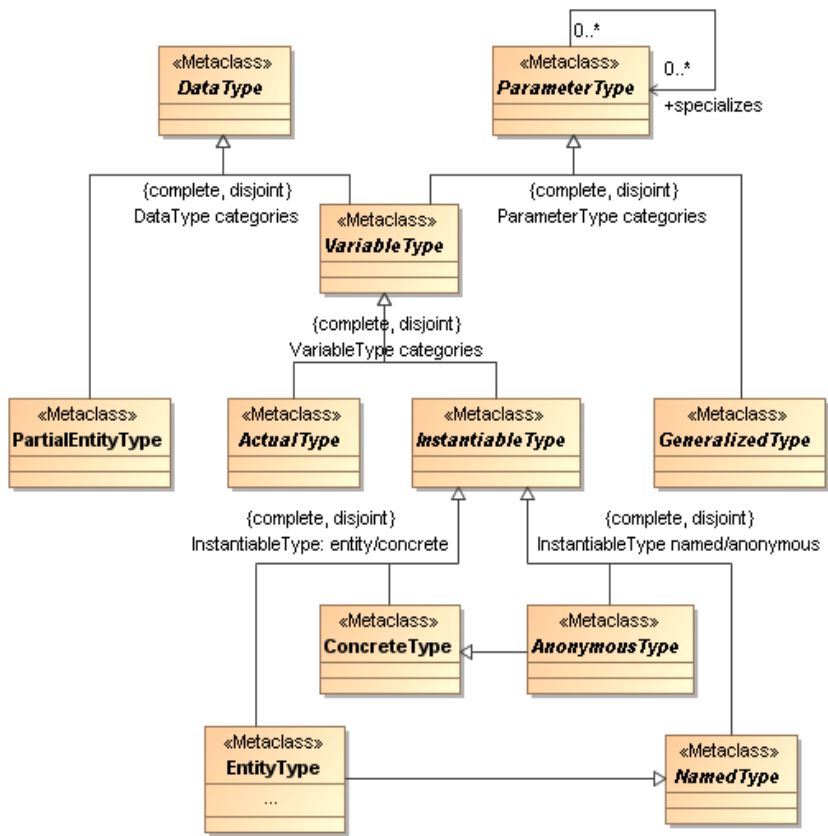 0..*
«Metaclass»
DataType
«Metaclass»
ParameterType
0..*
+specializes
{complete, disjoint}
DataType categories
{complete, disjoint}
ParameterType categories
«Metaclass»
VariableType
{complete, disjoint}
VariableType categories
«Metaclass»
PartialEntityType
«Metaclass»
ActualType
«Metaclass»
InstantiableType
«Metaclass»
GeneralizedType
{complete, disjoint}
InstantiableType: entity/concrete
{complete, disjoint}
InstantiableType named/anonymous
«Metaclass»
ConcreteType
«Metaclass»
AnonymousType
«Metaclass»
EntityType
...
«Metaclass»
NamedType